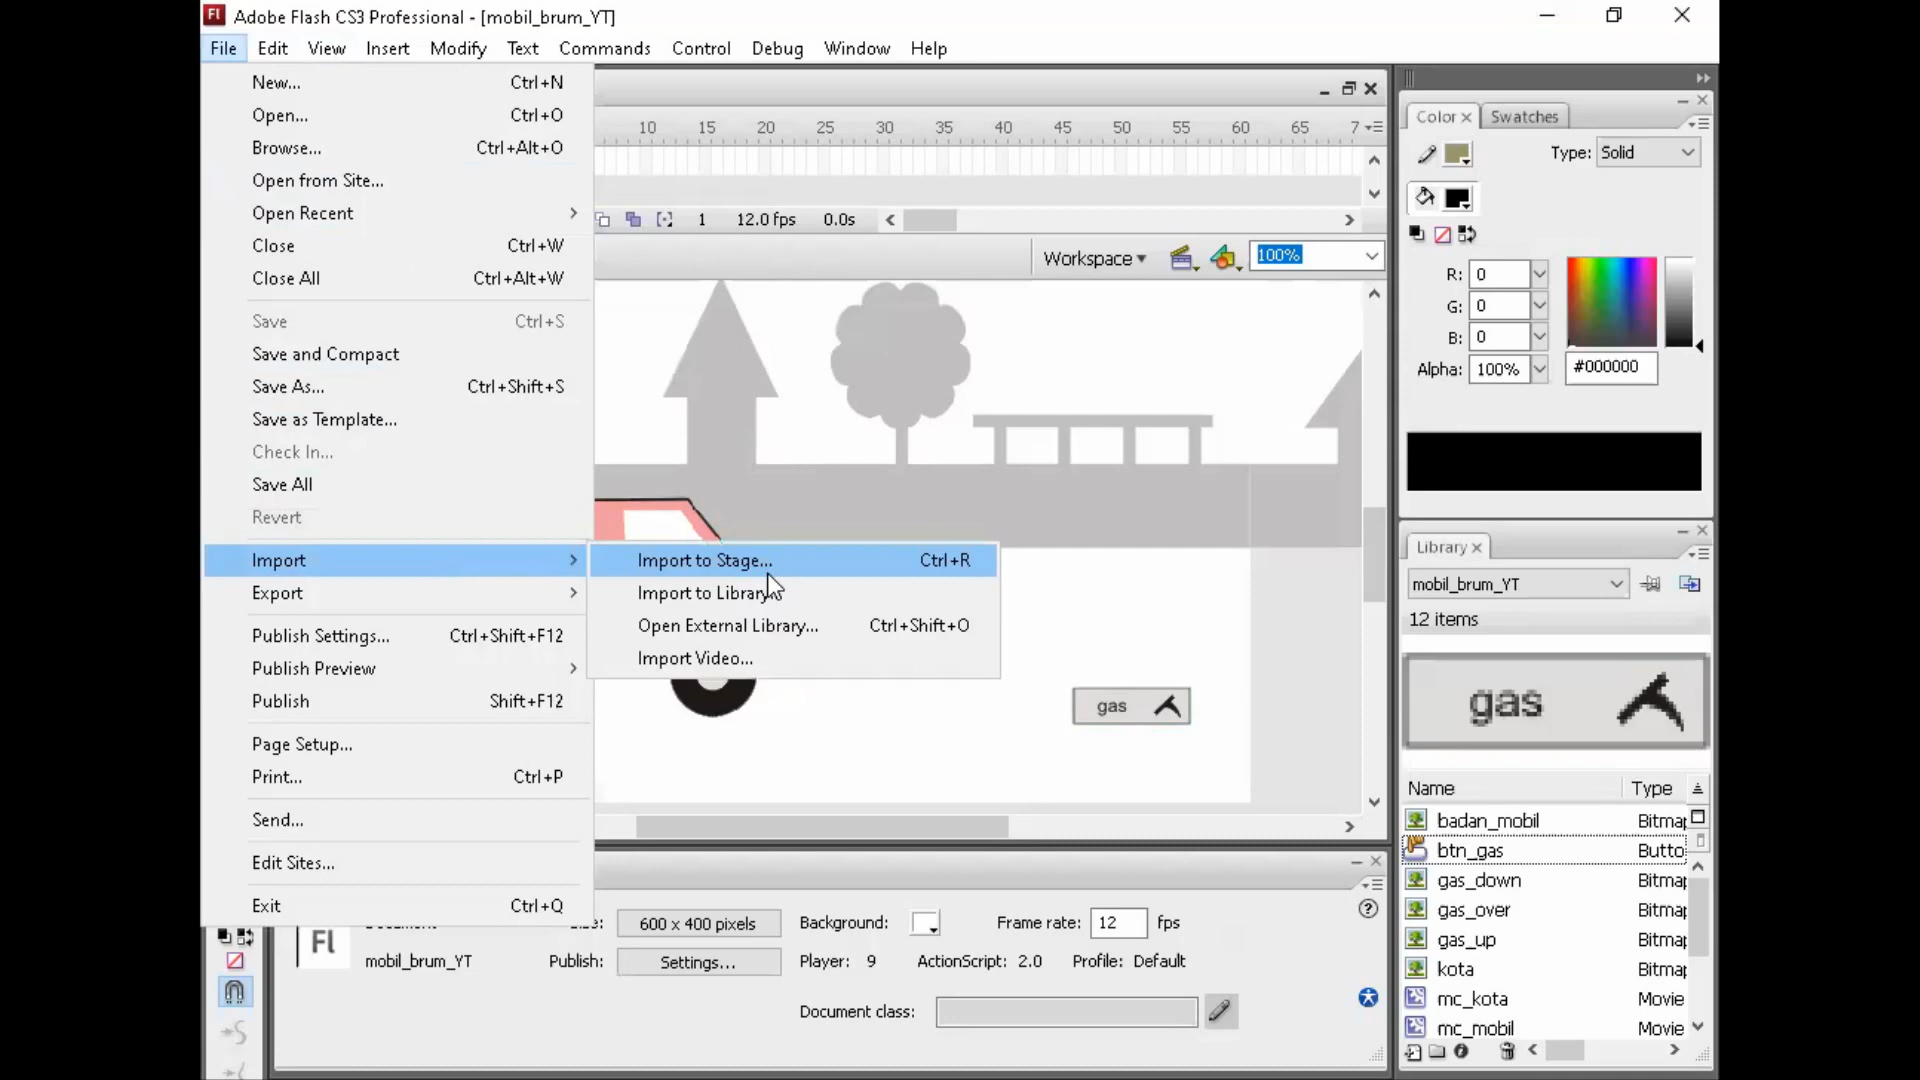 Adobe Flash CS3 Professional - [mobil_brum_YT]
File Edit View Insert Modify Text Commands Control Debug Window Help
New... Ctrl+N
Open... Ctrl+O
Browse... Ctrl+Alt+O
Open from Site...
Open Recent
Close Ctrl+W
Close All Ctrl+Alt+W
Save Ctrl+S
Save and Compact
Save As... Ctrl+Shift+S
Save as Template...
Check In...
Save All
Revert
Import
Export
Publish Settings... Ctrl+Shift+F12
Publish Preview
Publish Shift+F12
Page Setup...
Print... Ctrl+P
Send...
Edit Sites...
Exit Ctrl+Q
Import to Stage... Ctrl+R
Import to Library
Open External Library... Ctrl+Shift+O
Import Video...
10 15 20 25 30 35 40 45 50 55 60 65 7
1 12.0 fps 0.0s
Workspace 100%
gas
Fl
mobil_brum_YT
600 x 400 pixels Background: Frame rate: 12 fps
Publish: Settings... Player: 9 ActionScript: 2.0 Profile: Default
Document class:
Color Swatches
Type: Solid
R: 0
G: 0
B: 0
Alpha: 100% #000000
Library
mobil_brum_YT
12 items
gas
Name Type
badan_mobil Bitmap
btn_gas Butto
gas_down Bitmap
gas_over Bitmap
gas_up Bitmap
kota Bitmap
mc_kota Movie
mc_mobil Movie